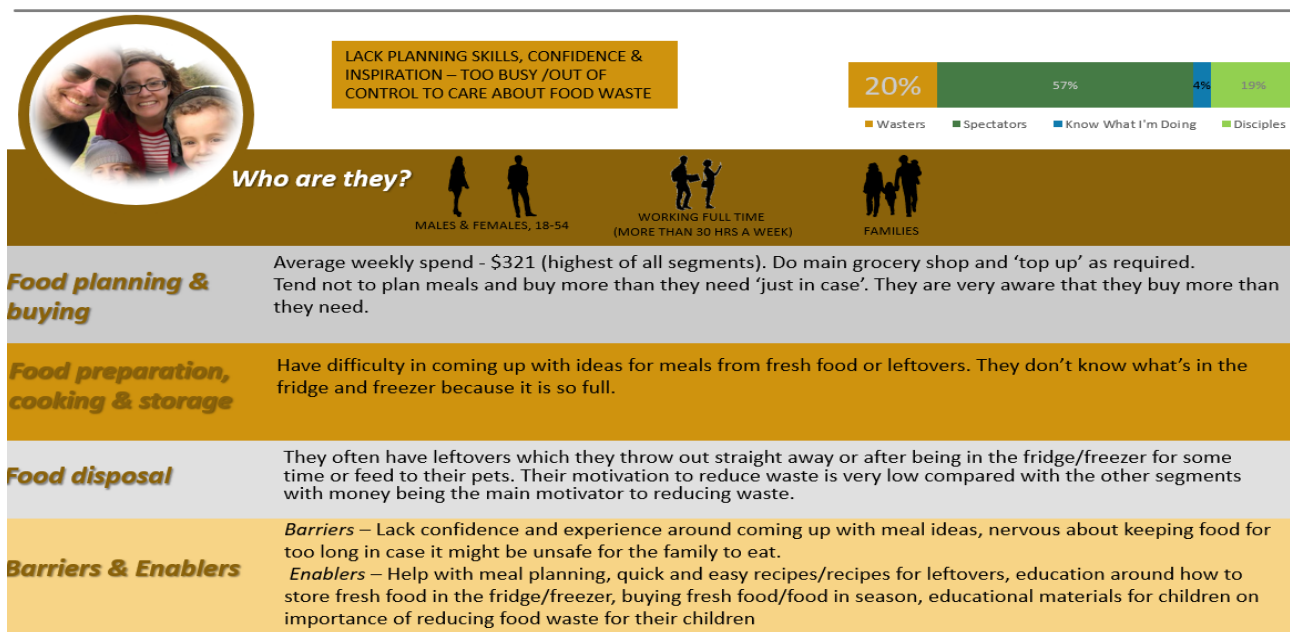 LACK PLANNING SKILLS, CONFIDENCE &
INSPIRATION – TOO BUSY /OUT OF
CONTROL TO CARE ABOUT FOOD WASTE
20% 57% 4% 19%
Wasters Spectators Know What I'm Doing Disciples
Who are they?
MALES & FEMALES, 18-54
WORKING FULL TIME
(MORE THAN 30 HRS A WEEK)
FAMILIES
Food planning &
buying
Average weekly spend - $321 (highest of all segments). Do main grocery shop and ‘top up’ as required.
Tend not to plan meals and buy more than they need ‘just in case’. They are very aware that they buy more than
they need.
Food preparation,
cooking & storage
Have difficulty in coming up with ideas for meals from fresh food or leftovers. They don’t know what’s in the
fridge and freezer because it is so full.
Food disposal
They often have leftovers which they throw out straight away or after being in the fridge/freezer for some
time or feed to their pets. Their motivation to reduce waste is very low compared with the other segments
with money being the main motivator to reducing waste.
Barriers & Enablers
Barriers – Lack confidence and experience around coming up with meal ideas, nervous about keeping food for
too long in case it might be unsafe for the family to eat.
Enablers – Help with meal planning, quick and easy recipes/recipes for leftovers, education around how to
store fresh food in the fridge/freezer, buying fresh food/food in season, educational materials for children on
importance of reducing food waste for their children